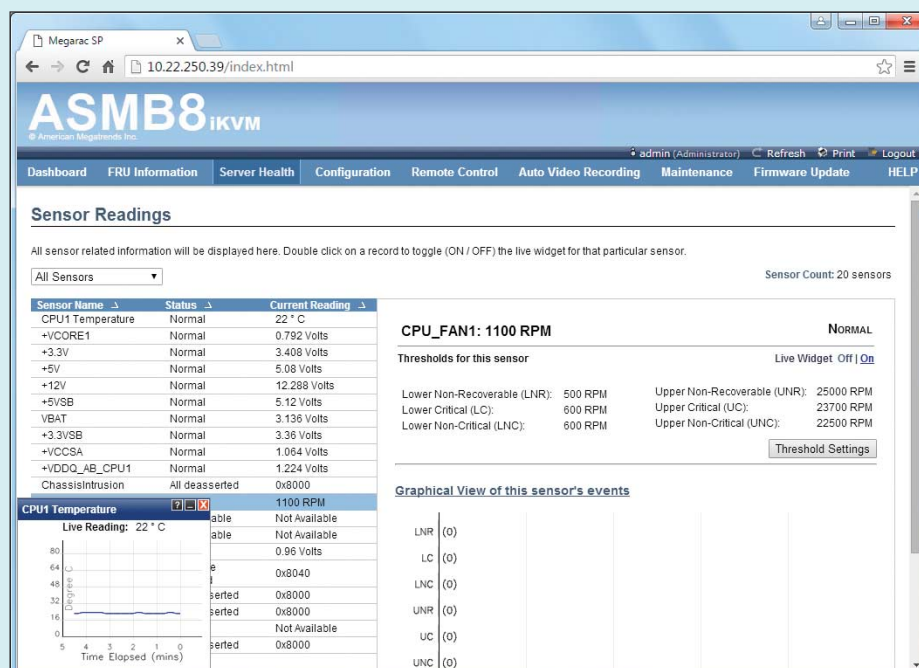 Megarac SP
10.22.250.39/index.html
ASMB8 iKVM
© American Megatrends Inc.
admin (Administrator) Refresh Print Logout
Dashboard FRU Information Server Health Configuration Remote Control Auto Video Recording Maintenance Firmware Update HELP
Sensor Readings
All sensor related information will be displayed here. Double click on a record to toggle (ON / OFF) the live widget for that particular sensor.
All Sensors
Sensor Count: 20 sensors
Sensor Name Status Current Reading
CPU1 Temperature Normal 22 ° C
+VCORE1 Normal 0.792 Volts
+3.3V Normal 3.408 Volts
+5V Normal 5.08 Volts
+12V Normal 12.288 Volts
+5VSB Normal 5.12 Volts
VBAT Normal 3.136 Volts
+3.3VSB Normal 3.36 Volts
+VCCSA Normal 1.064 Volts
+VDDQ_AB_CPU1 Normal 1.224 Volts
ChassisIntrusion All deasserted 0x8000
1100 RPM
able Not Available
able Not Available
0.96 Volts
0x8040
serted 0x8000
serted 0x8000
Not Available
serted 0x8000
CPU1 Temperature
Live Reading: 22 ° C
80
64
48
32
16
0
Degree C
5 4 3 2 1 0
Time Elapsed (mins)
CPU_FAN1: 1100 RPM NORMAL
Thresholds for this sensor Live Widget Off | On
Lower Non-Recoverable (LNR): 500 RPM Upper Non-Recoverable (UNR): 25000 RPM
Lower Critical (LC): 600 RPM Upper Critical (UC): 23700 RPM
Lower Non-Critical (LNC): 600 RPM Upper Non-Critical (UNC): 22500 RPM
Threshold Settings
Graphical View of this sensor's events
LNR (0)
LC (0)
LNC (0)
UNR (0)
UC (0)
UNC (0)